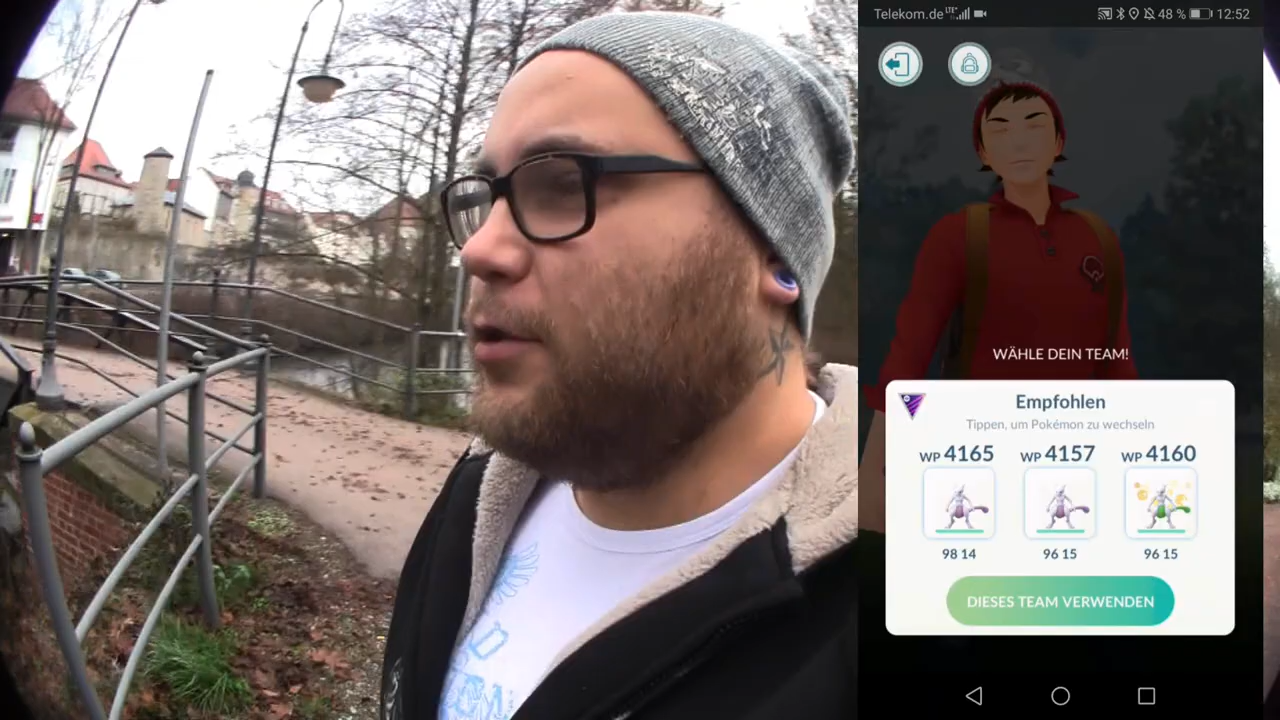 Telekom.de LTE 48 % 12:52
WÄHLE DEIN TEAM!
Empfohlen
Tippen, um Pokémon zu wechseln
WP 4165 WP 4157 WP 4160
98 14 96 15 96 15
DIESES TEAM VERWENDEN